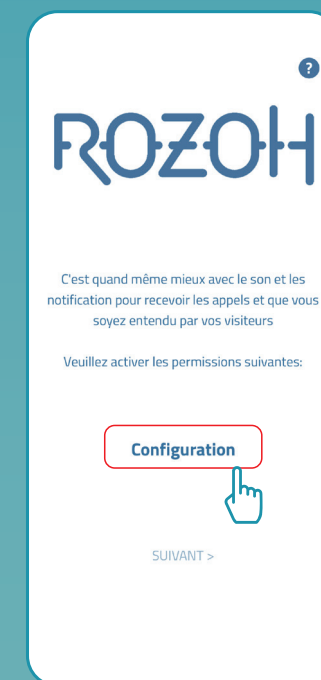 ?
ROZOH
C'est quand même mieux avec le son et les
notification pour recevoir les appels et que vous
soyez entendu par vos visiteurs
Veuillez activer les permissions suivantes:
Configuration
SUIVANT >